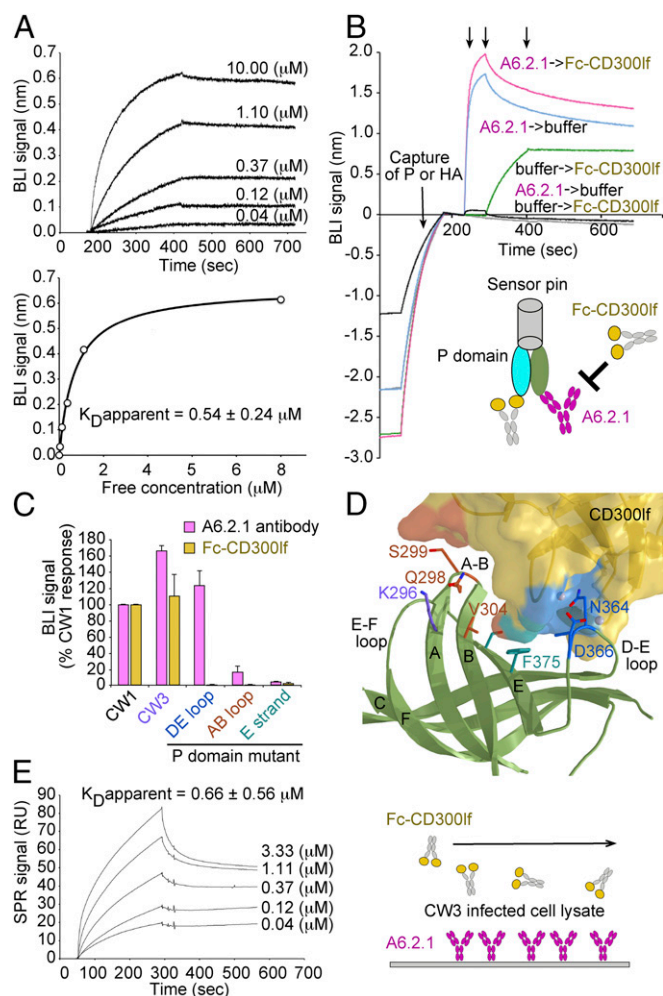 A
BLI signal (nm)
0.7
0.6
0.5
0.4
0.3
0.2
0.1
0.0
10.00 (μM)
1.10 (μM)
0.37 (μM)
0.12 (μM)
0.04 (μM)
0 100 200 300 400 500 600 700
Time (sec)
BLI signal (nm)
0.7
0.6
0.5
0.4
0.3
0.2
0.1
0.0
KDapparent = 0.54 ± 0.24 μM
0 2 4 6 8
Free concentration (μM)
B
BLI signal (nm)
2.0
1.5
1.0
0.5
0
-0.5
-1.0
-1.5
-2.0
-2.5
-3.0
A6.2.1->Fc-CD300lf
A6.2.1->buffer
Capture
of P or HA
buffer->Fc-CD300lf
A6.2.1->buffer
buffer->Fc-CD300lf
200 400 600
Time (sec)
Sensor pin
Fc-CD300lf
P domain
A6.2.1
C
BLI signal
(% CW1 response)
180
160
140
120
100
80
60
40
20
0
A6.2.1 antibody
Fc-CD300lf
CW1
CW3
DE loop
AB loop
E strand
P domain mutant
D
CD300lf
S299
A-B
Q298
K296
V304
N364
E-F
loop
D-E
loop
D366
F375
A
B
E
C
F
E
SPR signal (RU)
90
80
70
60
50
40
30
20
10
0
KDapparent = 0.66 ± 0.56 μM
3.33 (μM)
1.11 (μM)
0.37 (μM)
0.12 (μM)
0.04 (μM)
0 100 200 300 400 500 600 700
Time (sec)
Fc-CD300lf
CW3 infected cell lysate
A6.2.1